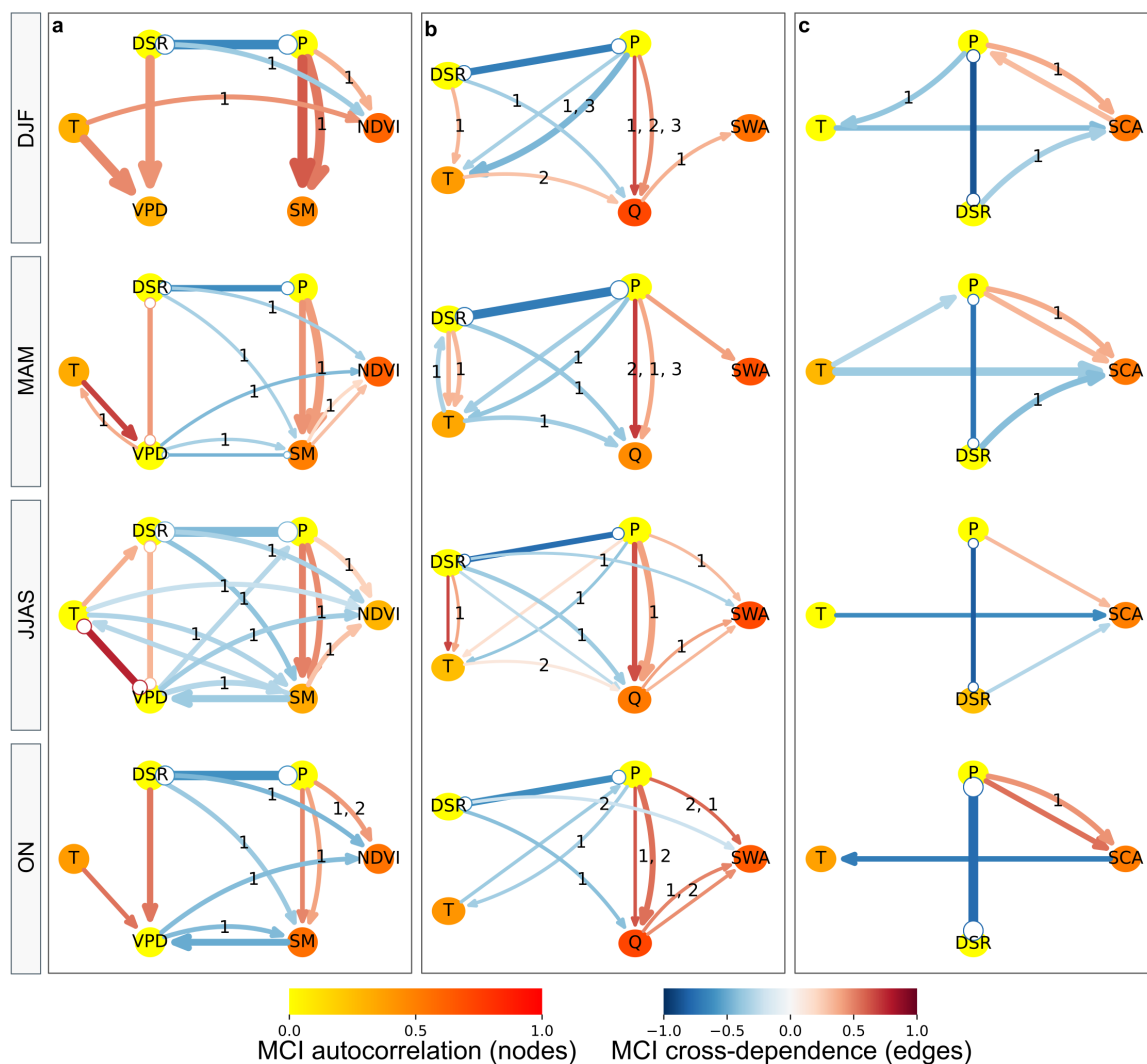 a
b
c
DJF
DSR
P
1
1
1
T
1
NDVI
VPD
SM
P
DSR
1, 3
1
1
1, 2, 3
SWA
1
T
2
Q
P
1
1
T
SCA
1
DSR
MAM
DSR
P
1
1
1
T
NDVI
1
1
1
1
VPD
SM
P
DSR
1
1
2, 1, 3
SWA
1
1
T
1
Q
P
1
T
SCA
1
DSR
JJAS
DSR
P
1
1
1
1
T
NDVI
1
1
1
1
VPD
SM
P
DSR
1
1
1
1
1
SWA
1
T
2
Q
P
T
SCA
DSR
ON
DSR
P
1
1, 2
1
1
T
NDVI
1
1
VPD
SM
P
DSR
2
2, 1
1
1
1, 2
SWA
1, 2
T
Q
P
1
T
SCA
DSR
0.0
0.5
1.0
MCI autocorrelation (nodes)
−1.0
−0.5
0.0
0.5
1.0
MCI cross-dependence (edges)